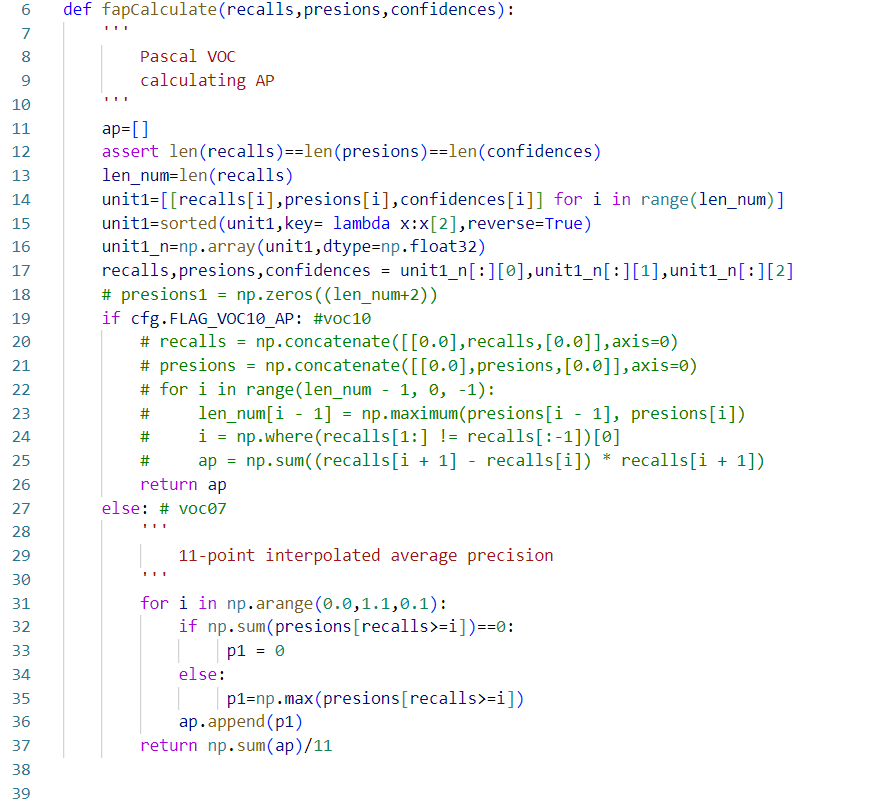 6 def fapCalculate(recalls,presions,confidences):
7 '''
8 Pascal VOC
9 calculating AP
10 '''
11 ap=[]
12 assert len(recalls)==len(presions)==len(confidences)
13 len_num=len(recalls)
14 unit1=[[recalls[i],presions[i],confidences[i]] for i in range(len_num)]
15 unit1=sorted(unit1,key= lambda x:x[2],reverse=True)
16 unit1_n=np.array(unit1,dtype=np.float32)
17 recalls,presions,confidences = unit1_n[:][0],unit1_n[:][1],unit1_n[:][2]
18 # presions1 = np.zeros((len_num+2))
19 if cfg.FLAG_VOC10_AP: #voc10
20 # recalls = np.concatenate([[0.0],recalls,[0.0]],axis=0)
21 # presions = np.concatenate([[0.0],presions,[0.0]],axis=0)
22 # for i in range(len_num - 1, 0, -1):
23 #     len_num[i - 1] = np.maximum(presions[i - 1], presions[i])
24 #     i = np.where(recalls[1:] != recalls[:-1])[0]
25 #     ap = np.sum((recalls[i + 1] - recalls[i]) * recalls[i + 1])
26 return ap
27 else: # voc07
28 '''
29 11-point interpolated average precision
30 '''
31 for i in np.arange(0.0,1.1,0.1):
32 if np.sum(presions[recalls>=i])==0:
33 p1 = 0
34 else:
35 p1=np.max(presions[recalls>=i])
36 ap.append(p1)
37 return np.sum(ap)/11
38
39